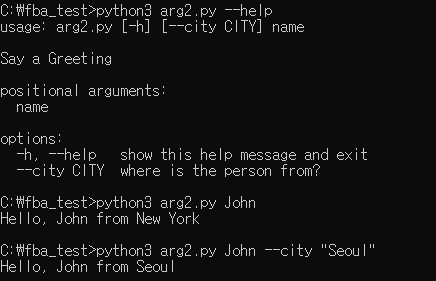 C:₩fba_test>python3 arg2.py --help
usage: arg2.py [-h] [--city CITY] name
Say a Greeting
positional arguments:
  name
options:
  -h, --help   show this help message and exit
  --city CITY  where is the person from?
C:₩fba_test>python3 arg2.py John
Hello, John from New York
C:₩fba_test>python3 arg2.py John --city "Seoul"
Hello, John from Seoul